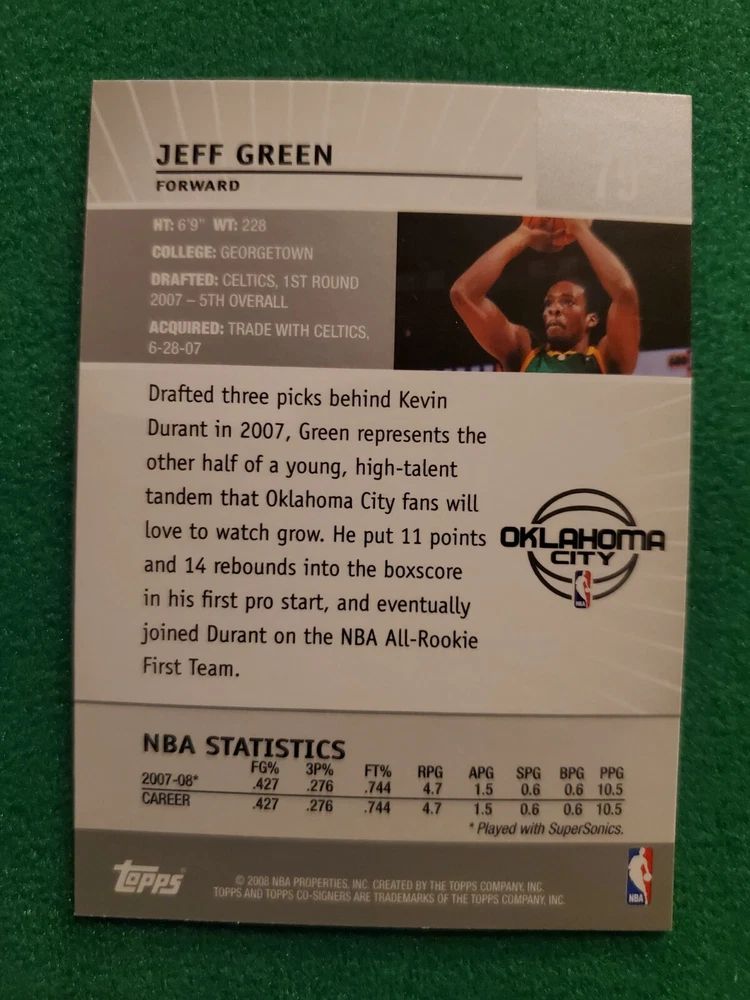 75
JEFF GREEN
FORWARD
HT: 6'9" WT: 228
COLLEGE: GEORGETOWN
DRAFTED: CELTICS, 1ST ROUND
2007 – 5TH OVERALL
ACQUIRED: TRADE WITH CELTICS,
6-28-07
Drafted three picks behind Kevin
Durant in 2007, Green represents the
other half of a young, high-talent
tandem that Oklahoma City fans will
love to watch grow. He put 11 points
and 14 rebounds into the boxscore
in his first pro start, and eventually
joined Durant on the NBA All-Rookie
First Team.
OKLAHOMA
CITY
NBA
NBA STATISTICS
FG% 3P% FT% RPG APG SPG BPG PPG
2007-08* .427 .276 .744 4.7 1.5 0.6 0.6 10.5
CAREER .427 .276 .744 4.7 1.5 0.6 0.6 10.5
* Played with SuperSonics.
topps
© 2008 NBA PROPERTIES, INC. CREATED BY THE TOPPS COMPANY, INC.
TOPPS AND TOPPS CO-SIGNERS ARE TRADEMARKS OF THE TOPPS COMPANY, INC.
NBA